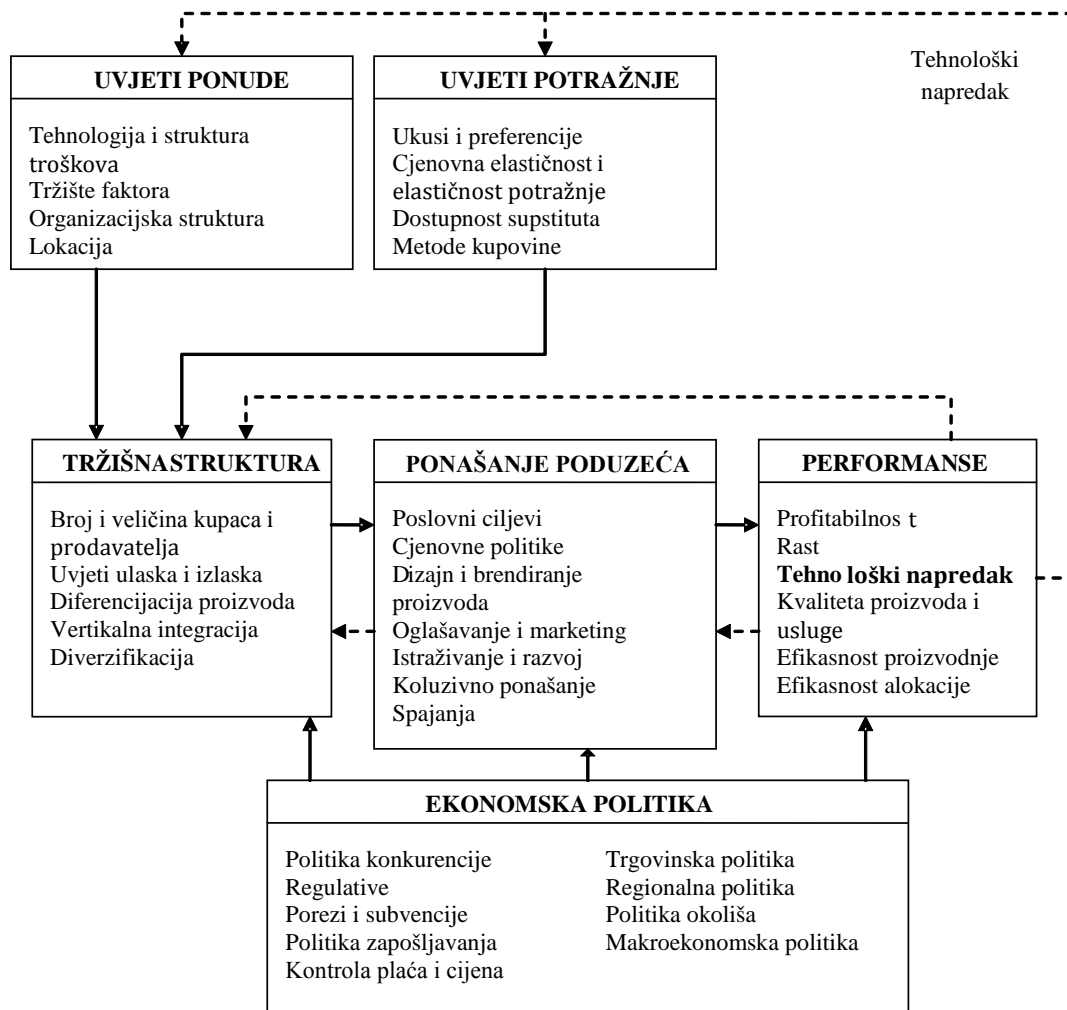 Tehnološki
napredak
UVJETI PONUDE
Tehnologija i struktura
troškova
Tržište faktora
Organizacijska struktura
Lokacija
UVJETI POTRAŽNJE
Ukusi i preferencije
Cjenovna elastičnost i
elastičnost potražnje
Dostupnost supstituta
Metode kupovine
TRŽIŠNASTRUKTURA
Broj i veličina kupaca i
prodavatelja
Uvjeti ulaska i izlaska
Diferencijacija proizvoda
Vertikalna integracija
Diverzifikacija
PONAŠANJE PODUZEĆA
Poslovni ciljevi
Cjenovne politike
Dizajn i brendiranje
proizvoda
Oglašavanje i marketing
Istraživanje i razvoj
Koluzivno ponašanje
Spajanja
PERFORMANSE
Profitabilnos t
Rast
Tehno loški napredak
Kvaliteta proizvoda i
usluge
Efikasnost proizvodnje
Efikasnost alokacije
EKONOMSKA POLITIKA
Politika konkurencije
Regulative
Porezi i subvencije
Politika zapošljavanja
Kontrola plaća i cijena
Trgovinska politika
Regionalna politika
Politika okoliša
Makroekonomska politika